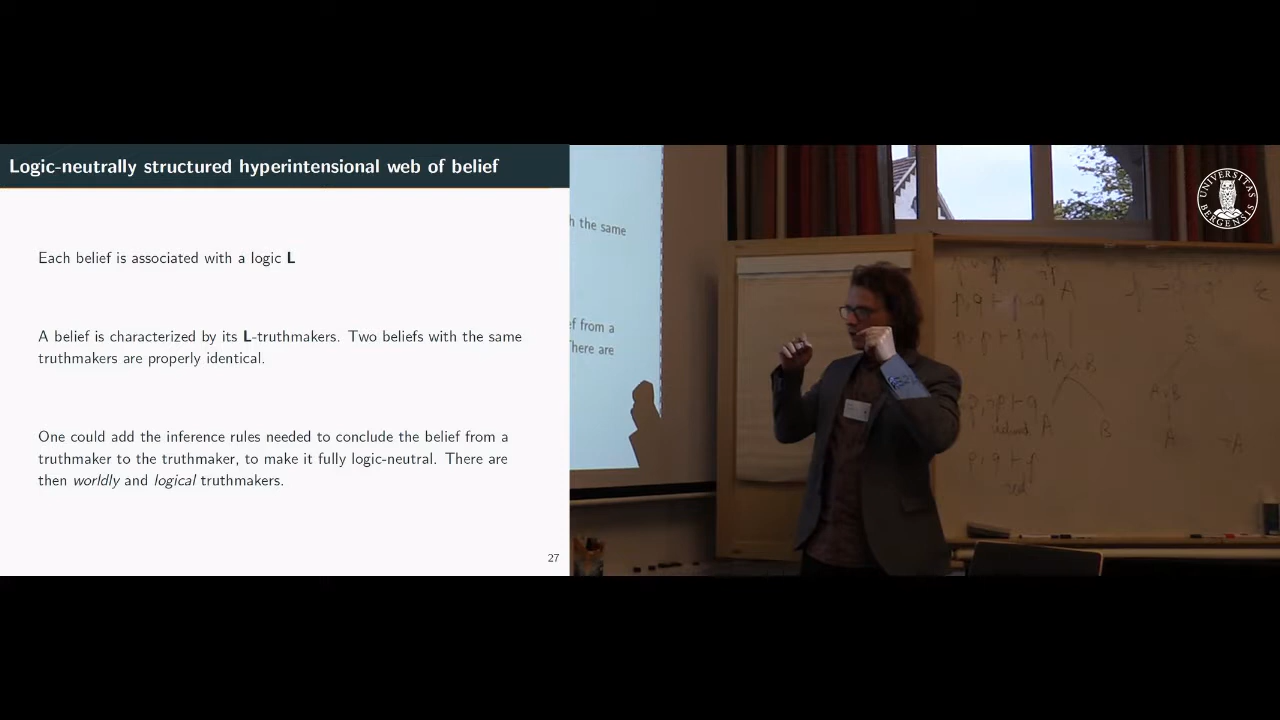 Logic-neutrally structured hyperintensional web of belief
Each belief is associated with a logic L
A belief is characterized by its L-truthmakers. Two beliefs with the same
truthmakers are properly identical.
One could add the inference rules needed to conclude the belief from a
truthmaker to the truthmaker, to make it fully logic-neutral. There are
then worldly and logical truthmakers.
27
the same
from a
There are
UNIVERSITAS
BERGENSIS
A
A ∧ B
A
B
A
¬A
p, q ⊢ p
red